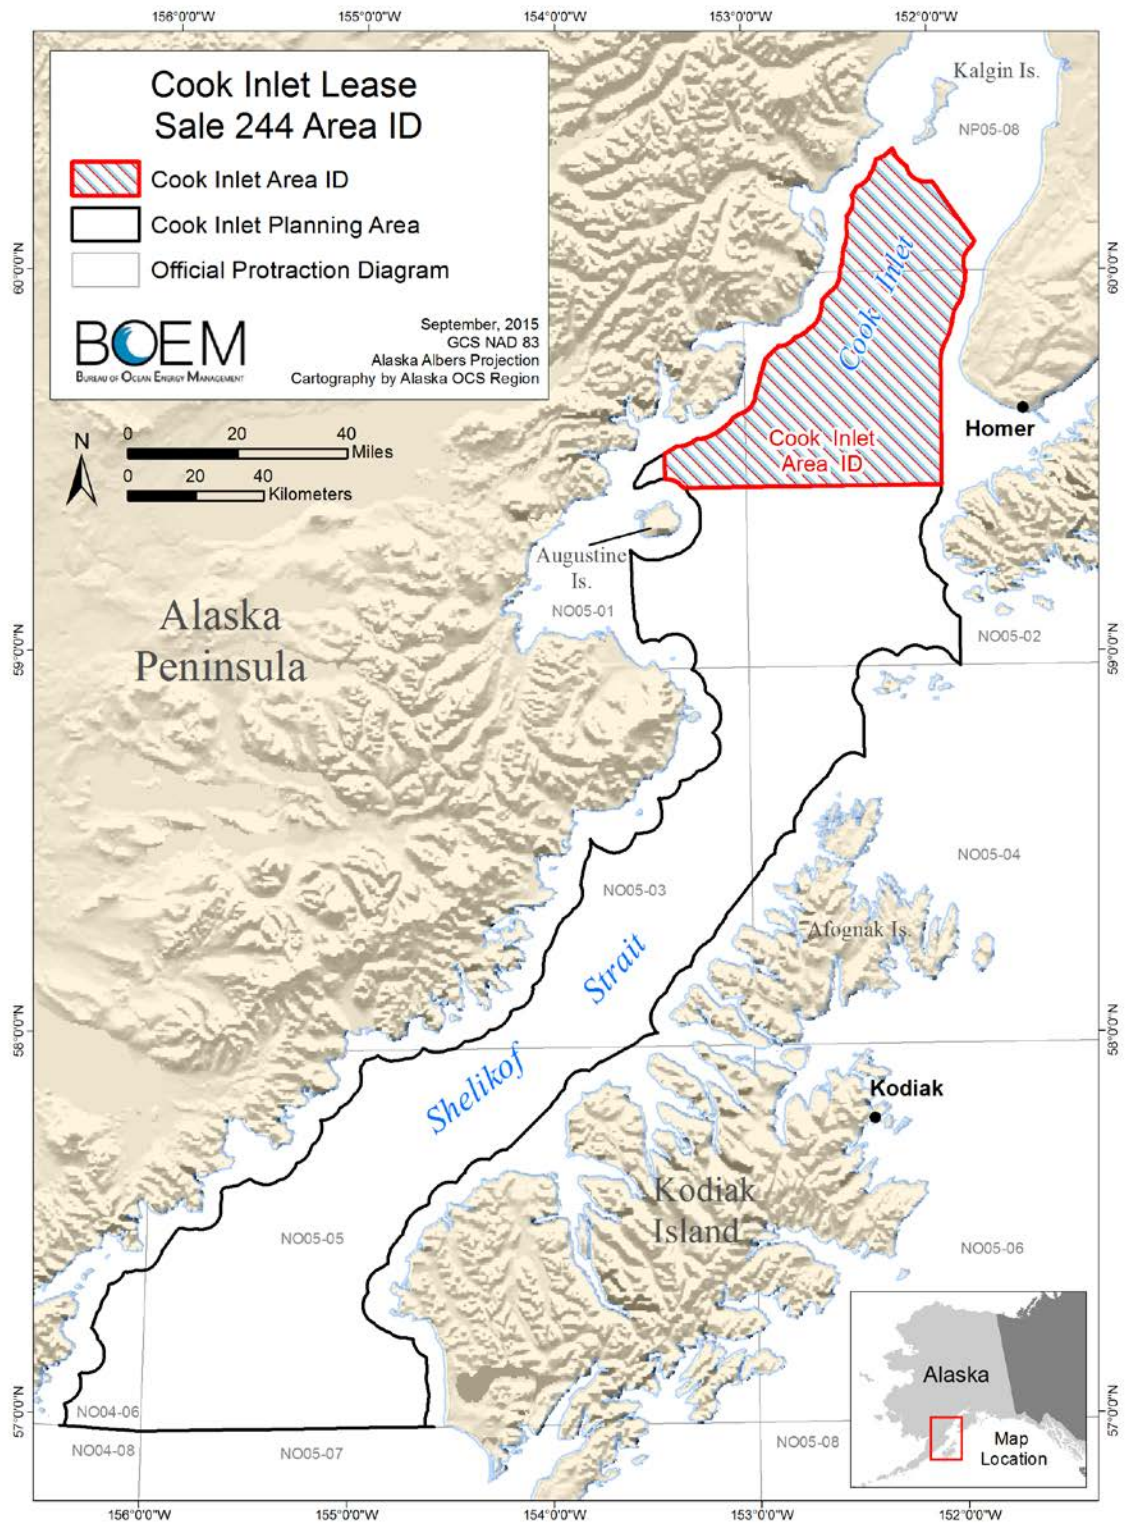 156°0'0"W
155°0'0"W
154°0'0"W
153°0'0"W
152°0'0"W
Cook Inlet Lease
Sale 244 Area ID
Cook Inlet Area ID
Cook Inlet Planning Area
Official Protraction Diagram
BOEM
BUREAU OF OCEAN ENERGY MANAGEMENT
September, 2015
GCS NAD 83
Alaska Albers Projection
Cartography by Alaska OCS Region
N
0 20 40
Miles
0 20 40
Kilometers
Kalgin Is.
NP05-08
60°0'0"N
60°0'0"N
Cook Inlet
Homer
Cook Inlet
Area ID
Augustine
Is.
NO05-01
Alaska
Peninsula
NO05-02
59°0'0"N
59°0'0"N
NO05-03
NO05-04
Afognak Is.
Shelikof Strait
58°0'0"N
58°0'0"N
Kodiak
Kodiak
Island
NO05-05
NO05-06
57°0'0"N
57°0'0"N
NO04-06
NO04-08
NO05-07
NO05-08
Alaska
Map
Location
156°0'0"W
155°0'0"W
154°0'0"W
153°0'0"W
152°0'0"W